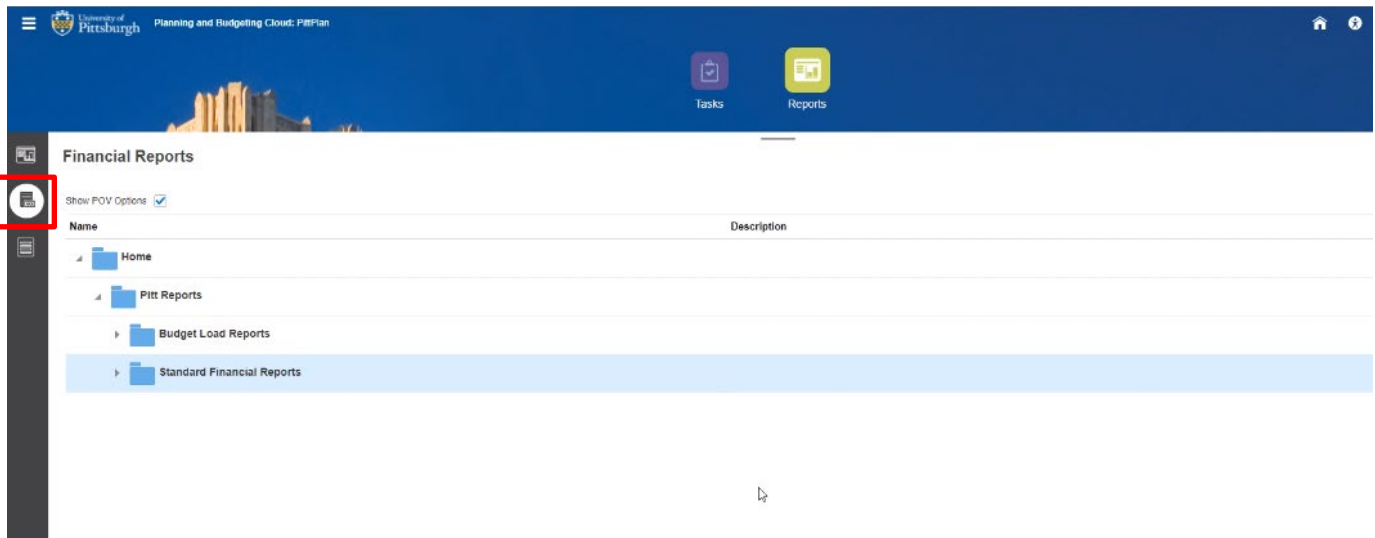 University of
Pittsburgh
Planning and Budgeting Cloud: PittPlan
Tasks
Reports
Financial Reports
Show POV Options
Name
Description
Home
Pitt Reports
Budget Load Reports
Standard Financial Reports